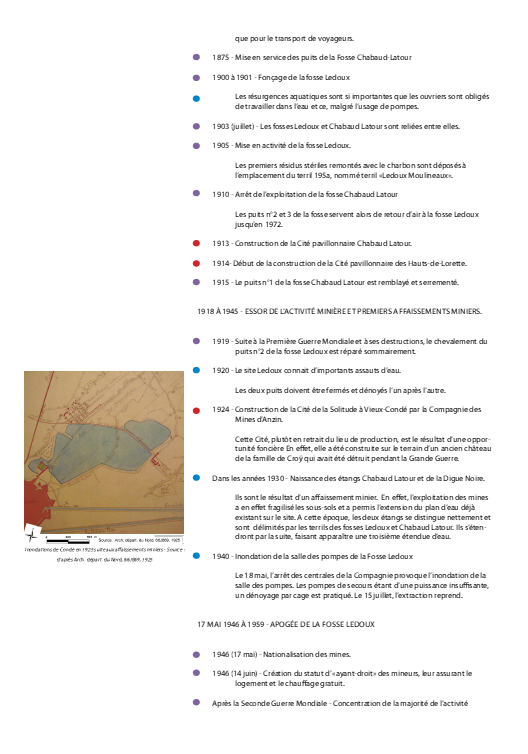 que pour le transport de voyageurs.
1875 - Mise en service des puits de la Fosse Chabaud-Latour
1900 à 1901 - Fonçage de la fosse Ledoux
Les résurgences aquatiques sont si importantes que les ouvriers sont obligés
de travailler dans l'eau et ce, malgré l'usage de pompes.
1903 (juillet) - Les fosses Ledoux et Chabaud Latour sont reliées entre elles.
1905 - Mise en activité de la fosse Ledoux.
Les premiers résidus stériles remontés avec le charbon sont déposés à
l'emplacement du terril 195a, nommé terril «Ledoux Moulineaux».
1910 - Arrêt de l'exploitation de la fosse Chabaud Latour
Les puits n°2 et 3 de la fosse servent alors de retour d'air à la fosse Ledoux
jusqu'en 1972.
1913 - Construction de la Cité pavillonnaire Chabaud Latour.
1914- Début de la construction de la Cité pavillonnaire des Hauts-de-Lorette.
1915 - Le puits n°1 de la fosse Chabaud Latour est remblayé et serrementé.
1918 À 1945 - ESSOR DE L'ACTIVITÉ MINIÈRE ET PREMIERS AFFAISSEMENTS MINIERS.
1919 - Suite à la Première Guerre Mondiale et à ses destructions, le chevalement du
puits n°2 de la fosse Ledoux est réparé sommairement.
1920 - Le site Ledoux connait d'importants assauts d'eau.
Les deux puits doivent être fermés et dénoyés l'un après l'autre.
1924 - Construction de la Cité de la Solitude à Vieux-Condé par la Compagnie des
Mines d'Anzin.
Cette Cité, plutôt en retrait du lieu de production, est le résultat d'une oppor-
tunité foncière En effet, elle a été construite sur le terrain d'un ancien château
de la famille de Croÿ qui avait été détruit pendant la Grande Guerre.
Dans les années 1930 - Naissance des étangs Chabaud Latour et de la Digue Noire.
Ils sont le résultat d'un affaissement minier. En effet, l'exploitation des mines
a en effet fragilisé les sous-sols et a permis l'extension du plan d'eau déjà
existant sur le site. A cette époque, les deux étangs se distingue nettement et
sont délimités par les terrils des fosses Ledoux et Chabaud Latour. Ils s'éten-
dront par la suite, faisant apparaître une troisième étendue d'eau.
Source : Arch. départ. du Nord, 66J869, 1925
Inondations de Condé en 1925 suite aux affaissements miniers - Source :
d'après Arch. départ. du Nord, 66J869, 1925
1940 - Inondation de la salle des pompes de la Fosse Ledoux
Le 18 mai, l'arrêt des centrales de la Compagnie provoque l'inondation de la
salle des pompes. Les pompes de secours étant d'une puissance insuffisante,
un dénoyage par cage est pratiqué. Le 15 juillet, l'extraction reprend.
17 MAI 1946 À 1959 - APOGÉE DE LA FOSSE LEDOUX
1946 (17 mai) - Nationalisation des mines.
1946 (14 juin) - Création du statut d'«ayant-droit» des mineurs, leur assurant le
logement et le chauffage gratuit.
Après la Seconde Guerre Mondiale - Concentration de la majorité de l'activité